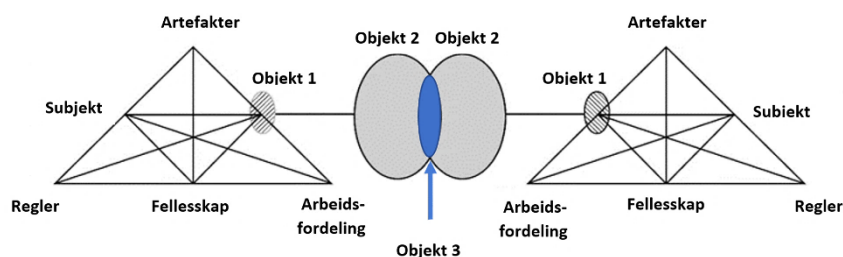 Artefakter
Artefakter
Objekt 2
Objekt 2
Objekt 1
Objekt 1
Subjekt
Subiekt
Regler
Fellesskap
Arbeids-
fordeling
Arbeids-
fordeling
Fellesskap
Regler
Objekt 3